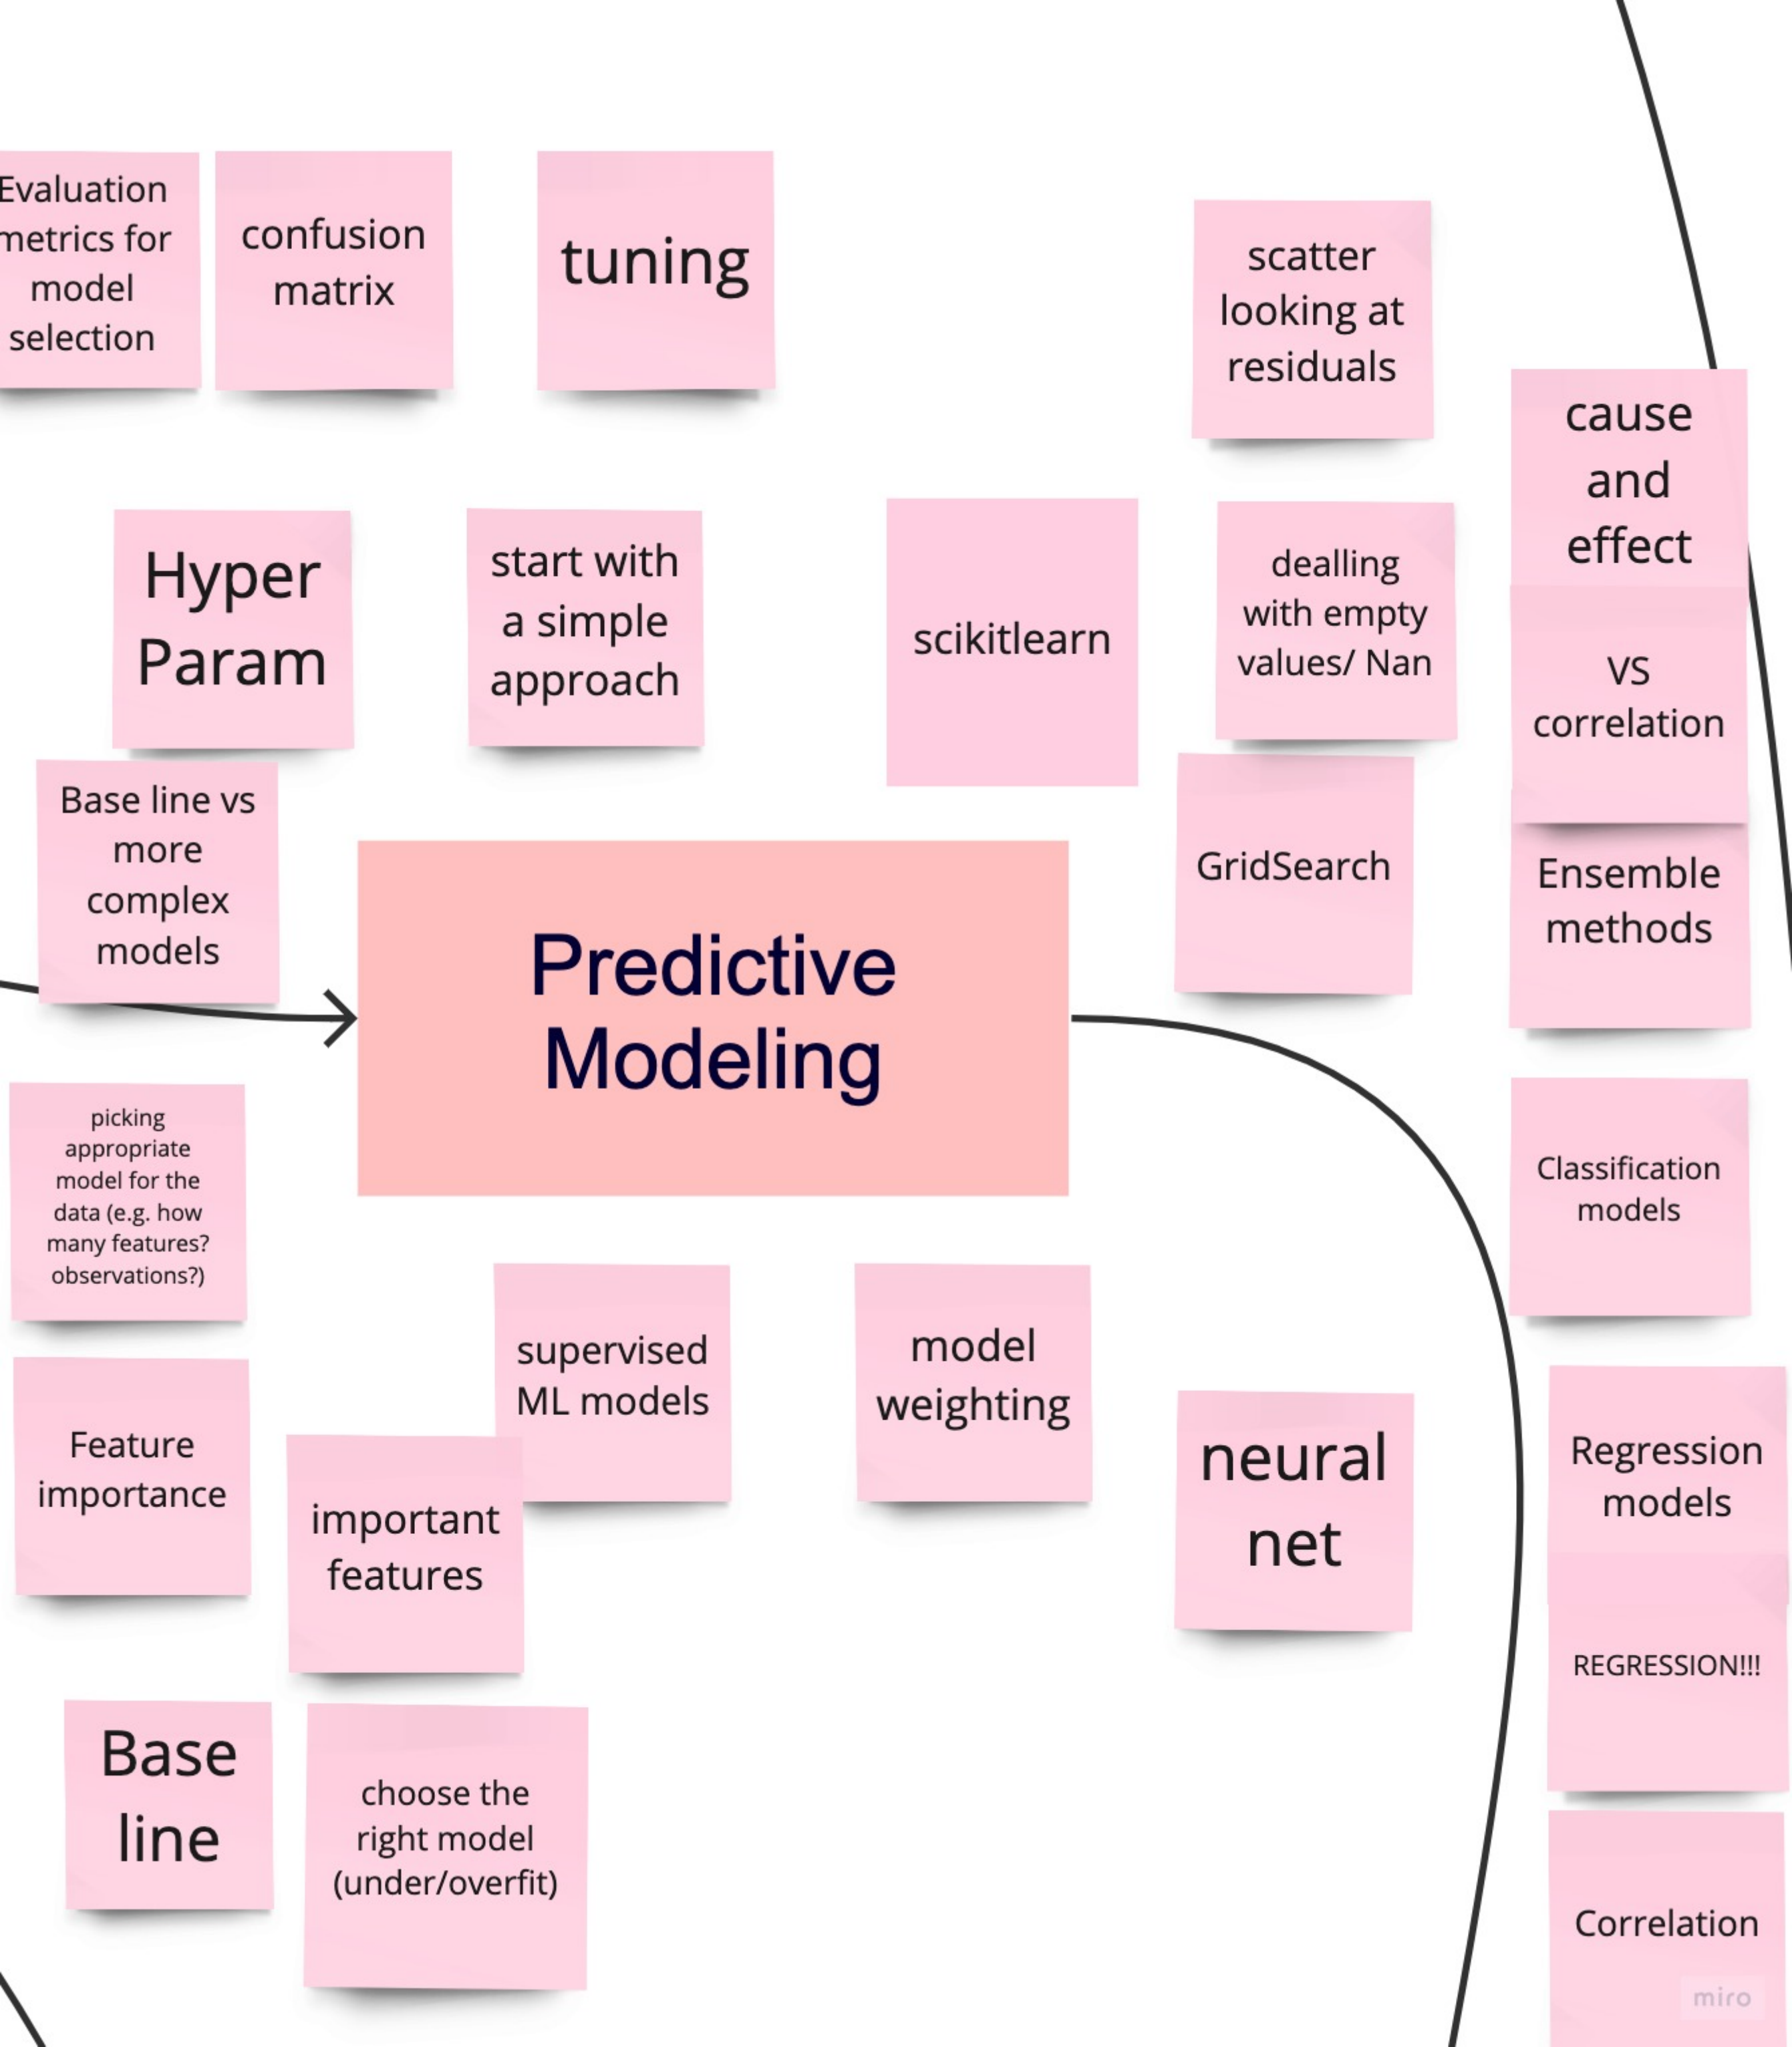 Evaluation
metrics for
model
selection
confusion
matrix
tuning
scatter
looking at
residuals
cause
and
effect
VS
correlation
Hyper
Param
start with
a simple
approach
scikitlearn
dealling
with empty
values/ Nan
Base line vs
more
complex
models
GridSearch
Ensemble
methods
Predictive
Modeling
picking
appropriate
model for the
data (e.g. how
many features?
observations?)
Classification
models
supervised
ML models
model
weighting
Feature
importance
important
features
neural
net
Regression
models
REGRESSION!!!
Base
line
choose the
right model
(under/overfit)
Correlation
miro